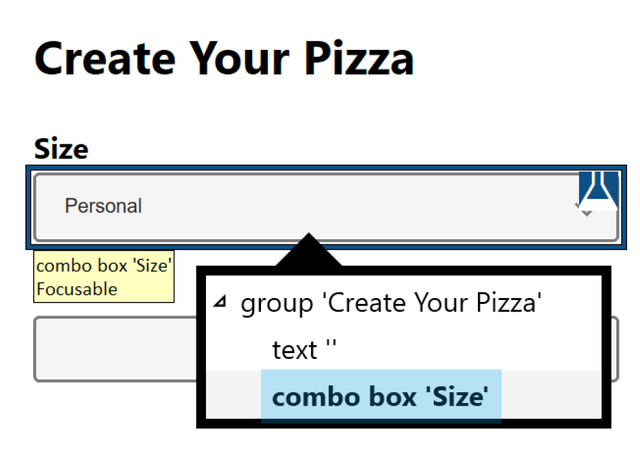 Create Your Pizza
Size
Personal
combo box 'Size'
Focusable
group 'Create Your Pizza'
text ''
combo box 'Size'